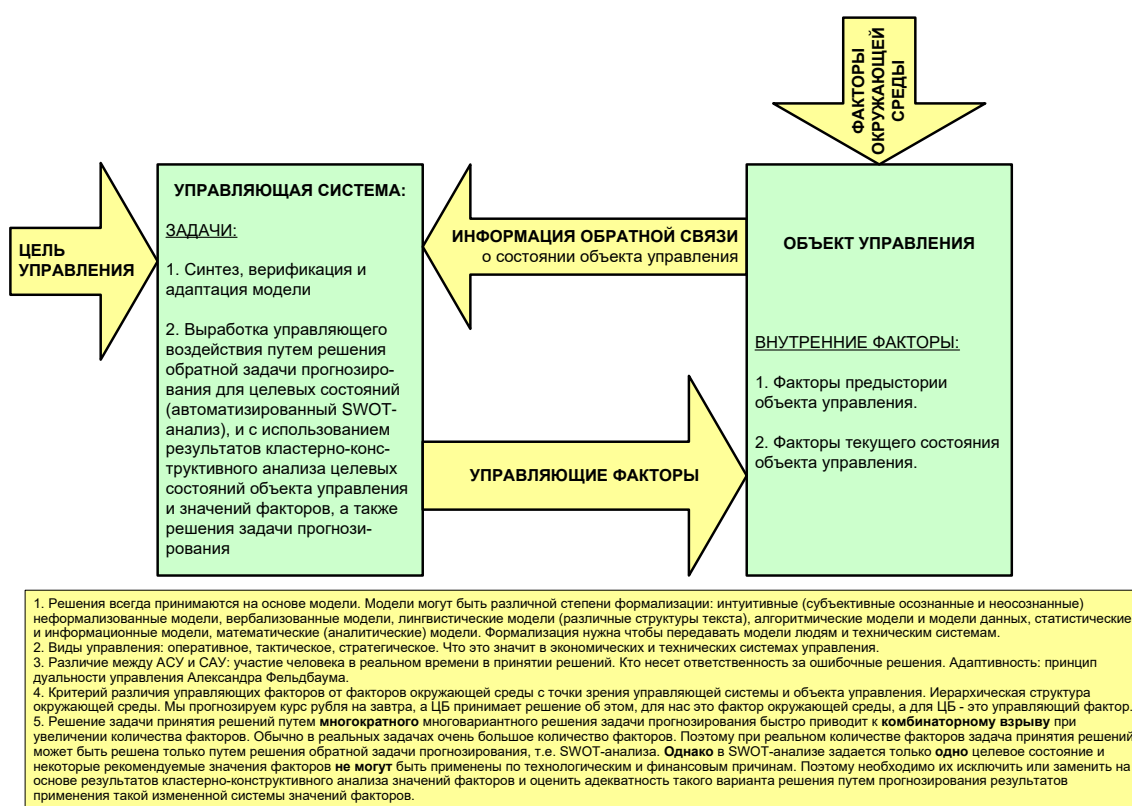 ФАКТОРЫ
ОКРУЖАЮЩЕЙ
СРЕДЫ
ЦЕЛЬ
УПРАВЛЕНИЯ
УПРАВЛЯЮЩАЯ СИСТЕМА:
ЗАДАЧИ:
1. Синтез, верификация и
адаптация модели
2. Выработка управляющего
воздействия путем решения
обратной задачи прогнозиро-
вания для целевых состояний
(автоматизированный SWOT-
анализ), и с использованием
результатов кластерно-конс-
труктивного анализа целевых
состояний объекта управления
и значений факторов, а также
решения задачи прогнози-
рования
ИНФОРМАЦИЯ ОБРАТНОЙ СВЯЗИ
о состоянии объекта управления
УПРАВЛЯЮЩИЕ ФАКТОРЫ
ОБЪЕКТ УПРАВЛЕНИЯ
ВНУТРЕННИЕ ФАКТОРЫ:
1. Факторы предыстории
объекта управления.
2. Факторы текущего состояния
объекта управления.
1. Решения всегда принимаются на основе модели. Модели могут быть различной степени формализации: интуитивные (субъективные осознанные и неосознанные)
неформализованные модели, вербализованные модели, лингвистические модели (различные структуры текста), алгоритмические модели и модели данных, статистические
и информационные модели, математические (аналитические) модели. Формализация нужна чтобы передавать модели людям и техническим системам.
2. Виды управления: оперативное, тактическое, стратегическое. Что это значит в экономических и технических системах управления.
3. Различие между АСУ и САУ: участие человека в реальном времени в принятии решений. Кто несет ответственность за ошибочные решения. Адаптивность: принцип
дуальности управления Александра Фельдбаума.
4. Критерий различия управляющих факторов от факторов окружающей среды с точки зрения управляющей системы и объекта управления. Иерархическая структура
окружающей среды. Мы прогнозируем курс рубля на завтра, а ЦБ принимает решение об этом, для нас это фактор окружающей среды, а для ЦБ - это управляющий фактор.
5. Решение задачи принятия решений путем многократного многовариантного решения задачи прогнозирования быстро приводит к комбинаторному взрыву при
увеличении количества факторов. Обычно в реальных задачах очень большое количество факторов. Поэтому при реальном количестве факторов задача принятия решений
может быть решена только путем решения обратной задачи прогнозирования, т.е. SWOT-анализа. Однако в SWOT-анализе задается только одно целевое состояние и
некоторые рекомендуемые значения факторов не могут быть применены по технологическим и финансовым причинам. Поэтому необходимо их исключить или заменить на
основе результатов кластерно-конструктивного анализа значений факторов и оценить адекватность такого варианта решения путем прогнозирования результатов
применения такой измененной системы значений факторов.